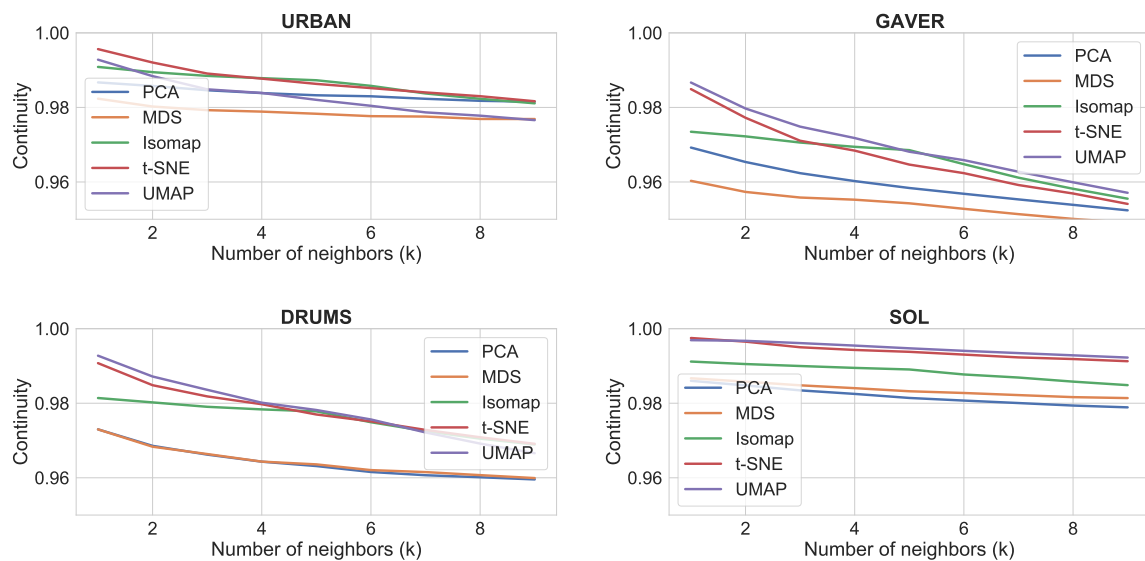 URBAN
1.00
0.98
0.96
Continuity
PCA
MDS
Isomap
t-SNE
UMAP
2 4 6 8
Number of neighbors (k)
GAVER
1.00
0.98
0.96
Continuity
PCA
MDS
Isomap
t-SNE
UMAP
2 4 6 8
Number of neighbors (k)
DRUMS
1.00
0.98
0.96
Continuity
PCA
MDS
Isomap
t-SNE
UMAP
2 4 6 8
Number of neighbors (k)
SOL
1.00
0.98
0.96
Continuity
PCA
MDS
Isomap
t-SNE
UMAP
2 4 6 8
Number of neighbors (k)